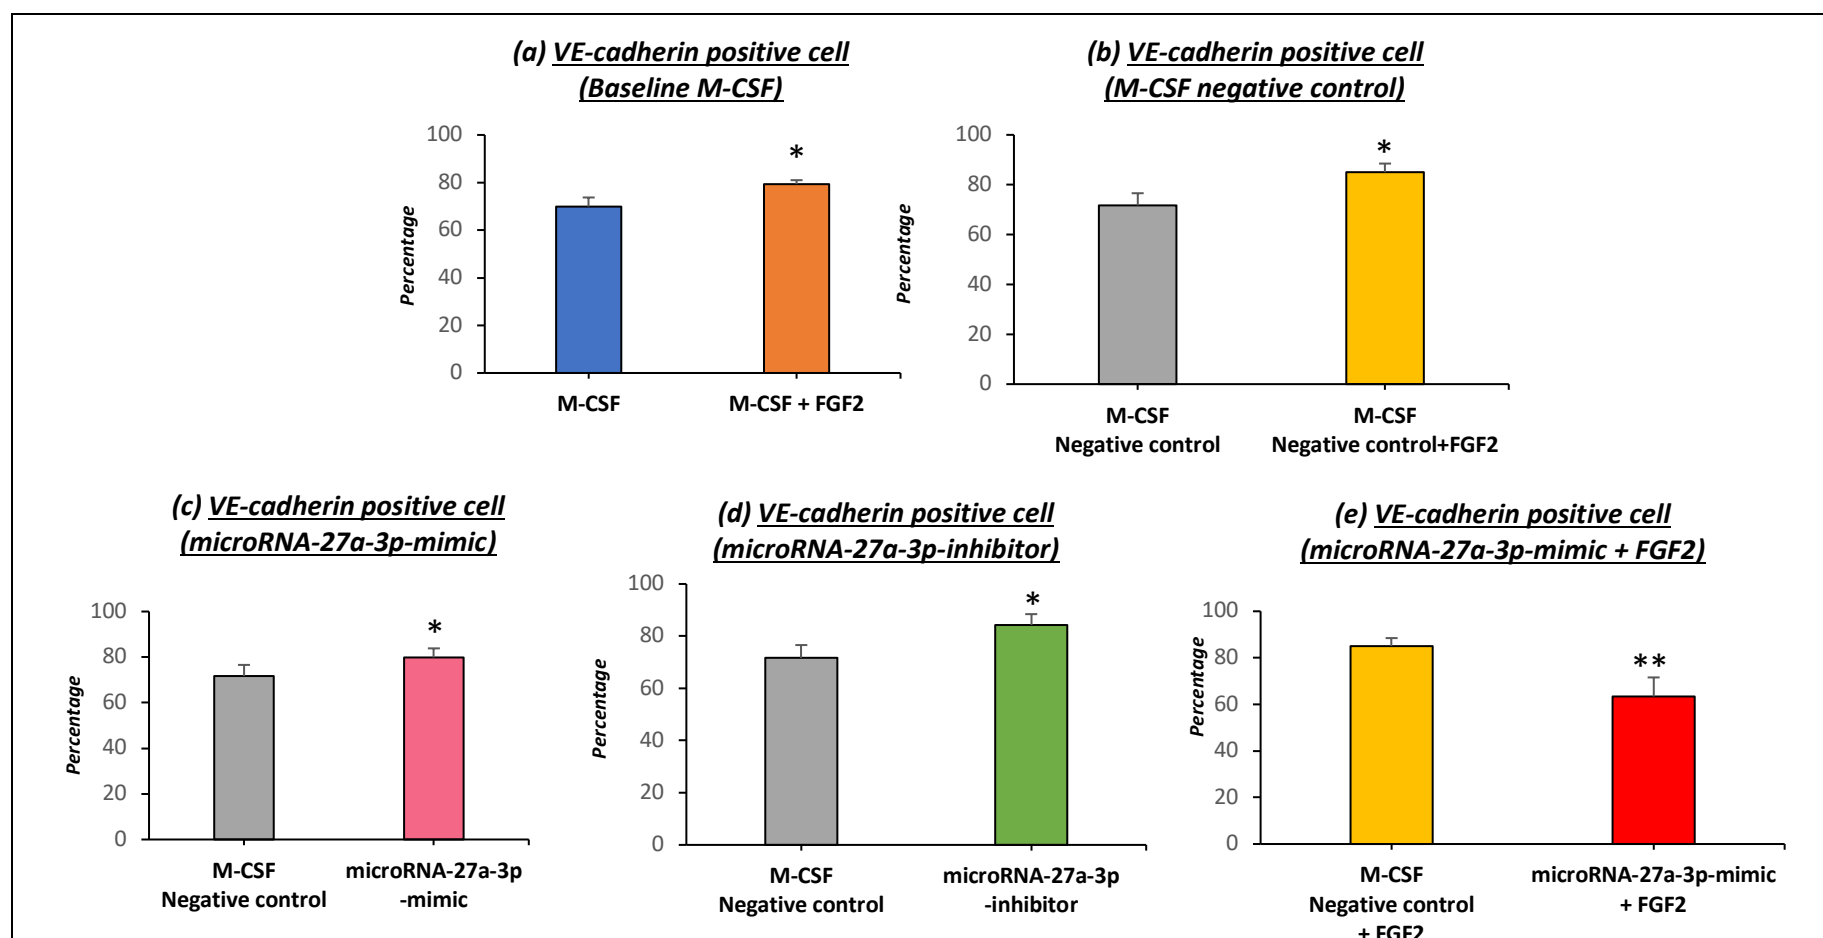 (a) VE-cadherin positive cell
(Baseline M-CSF)
100
80
60
40
20
0
Percentage
*
M-CSF
M-CSF + FGF2
(b) VE-cadherin positive cell
(M-CSF negative control)
100
80
60
40
20
0
Percentage
*
M-CSF
Negative control
M-CSF
Negative control+FGF2
(c) VE-cadherin positive cell
(microRNA-27a-3p-mimic)
100
80
60
40
20
0
Percentage
*
M-CSF
Negative control
microRNA-27a-3p
-mimic
(d) VE-cadherin positive cell
(microRNA-27a-3p-inhibitor)
100
80
60
40
20
0
Percentage
*
M-CSF
Negative control
microRNA-27a-3p
-inhibitor
(e) VE-cadherin positive cell
(microRNA-27a-3p-mimic + FGF2)
100
80
60
40
20
0
Percentage
**
M-CSF
Negative control
+ FGF2
microRNA-27a-3p-mimic
+ FGF2